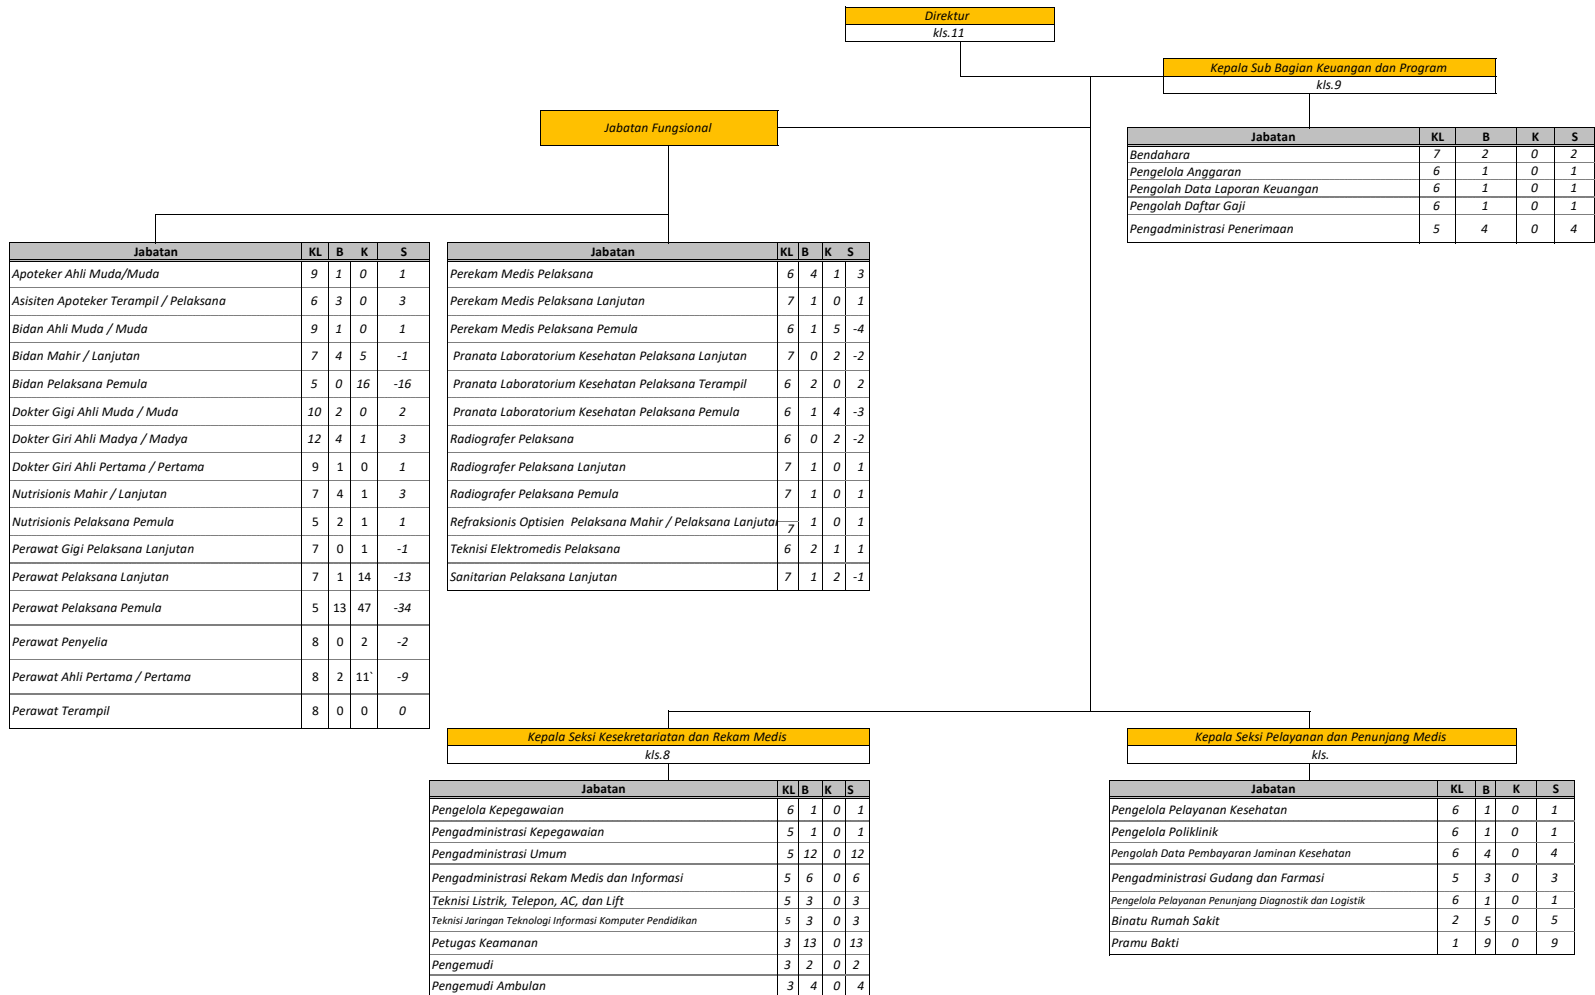 Direktur
kls.11
Kepala Sub Bagian Keuangan dan Program
kls.9
Jabatan Fungsional
Jabatan KL B K S
Bendahara 7 2 0 2
Pengelola Anggaran 6 1 0 1
Pengolah Data Laporan Keuangan 6 1 0 1
Pengolah Daftar Gaji 6 1 0 1
Pengadministrasi Penerimaan 5 4 0 4
Jabatan KL B K S
Apoteker Ahli Muda/Muda 9 1 0 1
Asisiten Apoteker Terampil / Pelaksana 6 3 0 3
Bidan Ahli Muda / Muda 9 1 0 1
Bidan Mahir / Lanjutan 7 4 5 -1
Bidan Pelaksana Pemula 5 0 16 -16
Dokter Gigi Ahli Muda / Muda 10 2 0 2
Dokter Giri Ahli Madya / Madya 12 4 1 3
Dokter Giri Ahli Pertama / Pertama 9 1 0 1
Nutrisionis Mahir / Lanjutan 7 4 1 3
Nutrisionis Pelaksana Pemula 5 2 1 1
Perawat Gigi Pelaksana Lanjutan 7 0 1 -1
Perawat Pelaksana Lanjutan 7 1 14 -13
Perawat Pelaksana Pemula 5 13 47 -34
Perawat Penyelia 8 0 2 -2
Perawat Ahli Pertama / Pertama 8 2 11` -9
Perawat Terampil 8 0 0 0
Jabatan KL B K S
Perekam Medis Pelaksana 6 4 1 3
Perekam Medis Pelaksana Lanjutan 7 1 0 1
Perekam Medis Pelaksana Pemula 6 1 5 -4
Pranata Laboratorium Kesehatan Pelaksana Lanjutan 7 0 2 -2
Pranata Laboratorium Kesehatan Pelaksana Terampil 6 2 0 2
Pranata Laboratorium Kesehatan Pelaksana Pemula 6 1 4 -3
Radiografer Pelaksana 6 0 2 -2
Radiografer Pelaksana Lanjutan 7 1 0 1
Radiografer Pelaksana Pemula 7 1 0 1
Refraksionis Optisien Pelaksana Mahir / Pelaksana Lanjutan 7 1 0 1
Teknisi Elektromedis Pelaksana 6 2 1 1
Sanitarian Pelaksana Lanjutan 7 1 2 -1
Kepala Seksi Kesekretariatan dan Rekam Medis
kls.8
Jabatan KL B K S
Pengelola Kepegawaian 6 1 0 1
Pengadministrasi Kepegawaian 5 1 0 1
Pengadministrasi Umum 5 12 0 12
Pengadministrasi Rekam Medis dan Informasi 5 6 0 6
Teknisi Listrik, Telepon, AC, dan Lift 5 3 0 3
Teknisi Jaringan Teknologi Informasi Komputer Pendidikan 5 3 0 3
Petugas Keamanan 3 13 0 13
Pengemudi 3 2 0 2
Pengemudi Ambulan 3 4 0 4
Kepala Seksi Pelayanan dan Penunjang Medis
kls.
Jabatan KL B K S
Pengelola Pelayanan Kesehatan 6 1 0 1
Pengelola Poliklinik 6 1 0 1
Pengolah Data Pembayaran Jaminan Kesehatan 6 4 0 4
Pengadministrasi Gudang dan Farmasi 5 3 0 3
Pengelola Pelayanan Penunjang Diagnostik dan Logistik 6 1 0 1
Binatu Rumah Sakit 2 5 0 5
Pramu Bakti 1 9 0 9